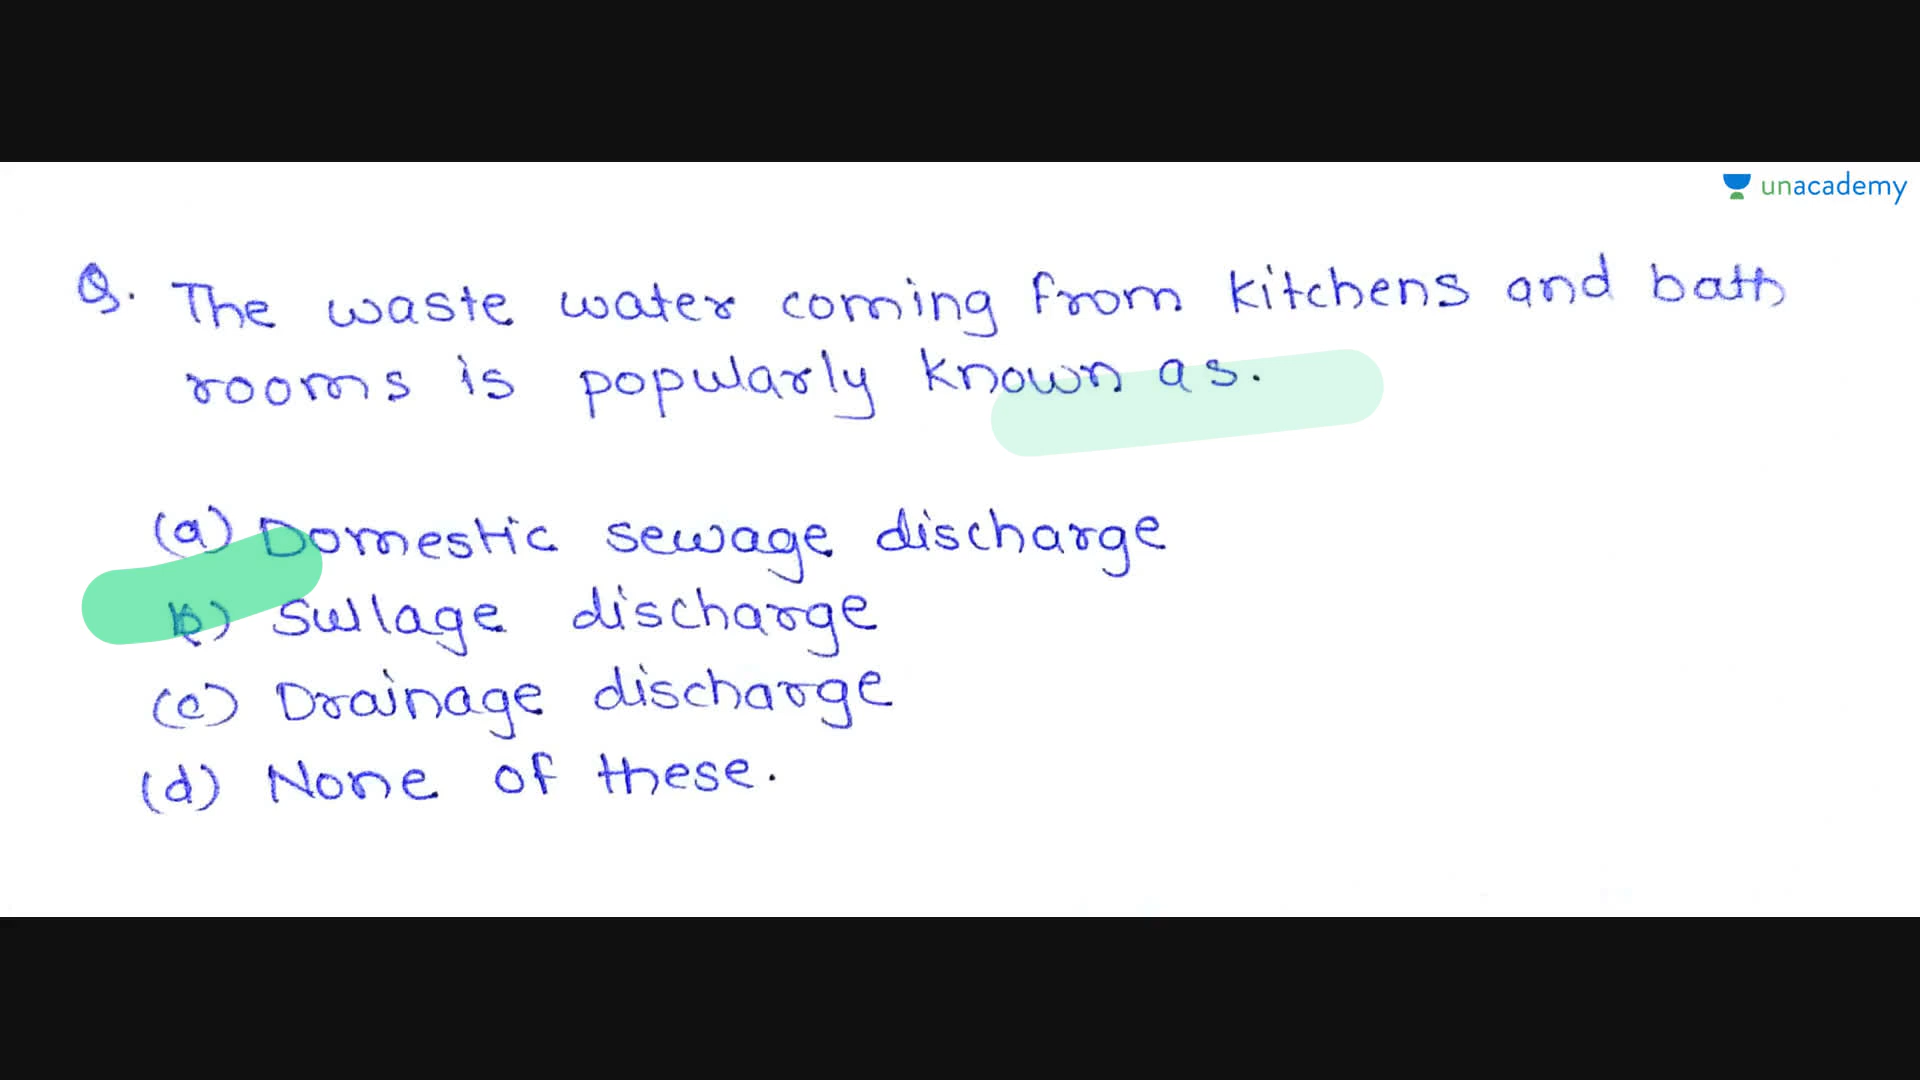 unacademy
Q. The waste water coming from kitchens and bath
rooms is popularly known as.
(a) Domestic sewage discharge
(b) Sullage discharge
(c) Drainage discharge
(d) None of these.